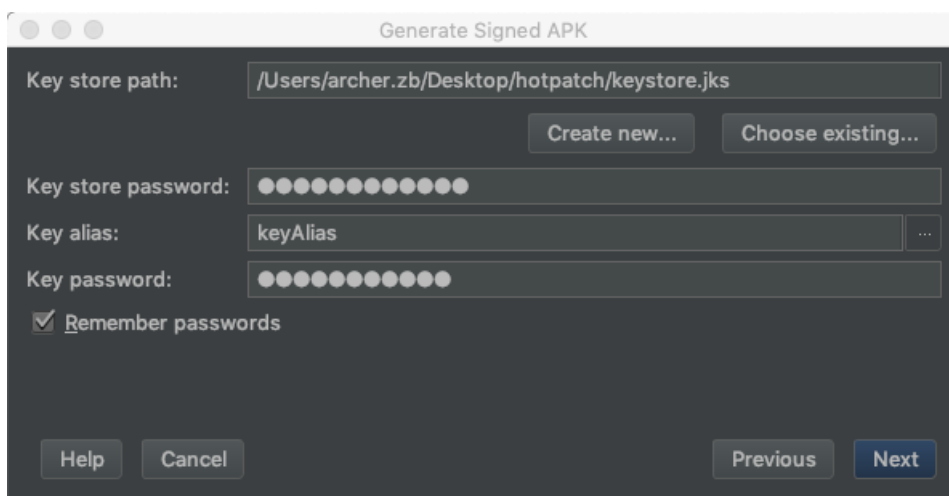 Generate Signed APK
Key store path: /Users/archer.zb/Desktop/hotpatch/keystore.jks
Create new... Choose existing...
Key store password: ●●●●●●●●●●●●
Key alias: keyAlias ...
Key password: ●●●●●●●●●●●
Remember passwords
Help Cancel Previous Next